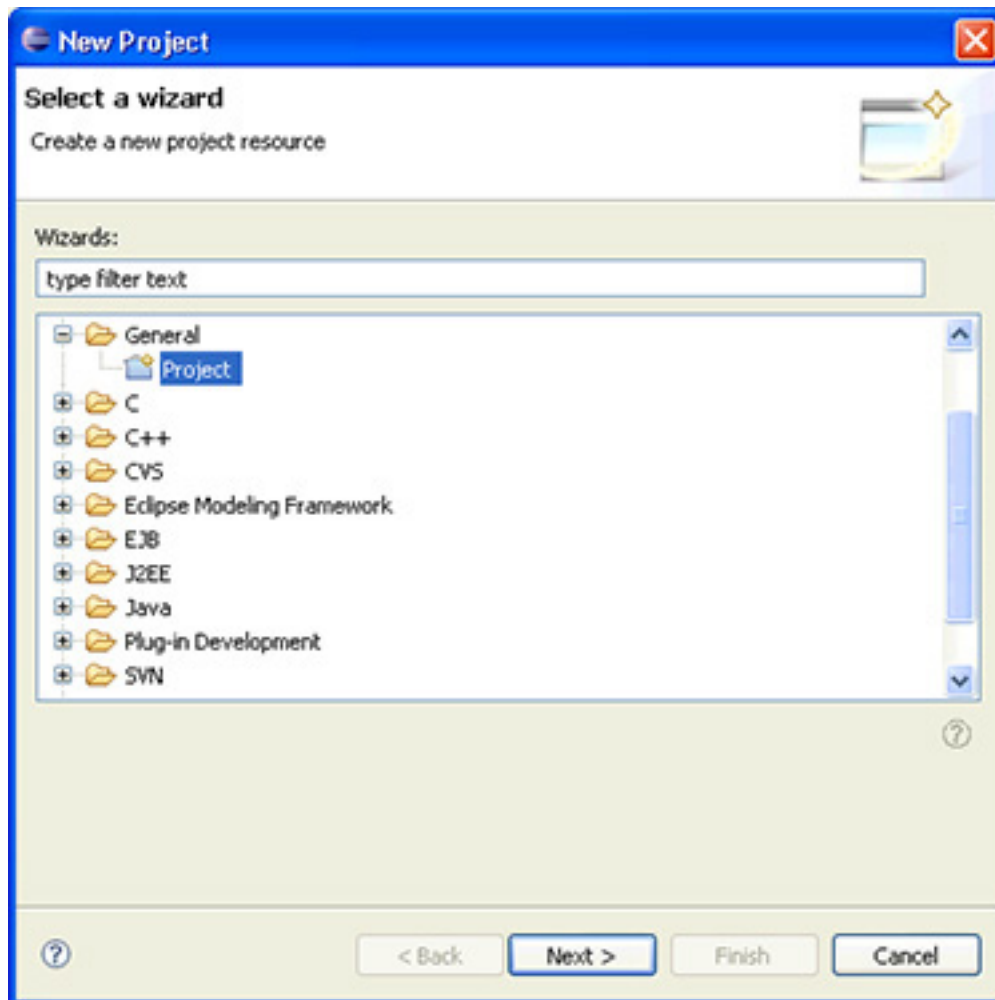 New Project
Select a wizard
Create a new project resource
Wizards:
type filter text
General
Project
C
C++
CVS
Eclipse Modeling Framework
EJB
J2EE
Java
Plug-in Development
SVN
< Back Next > Finish Cancel